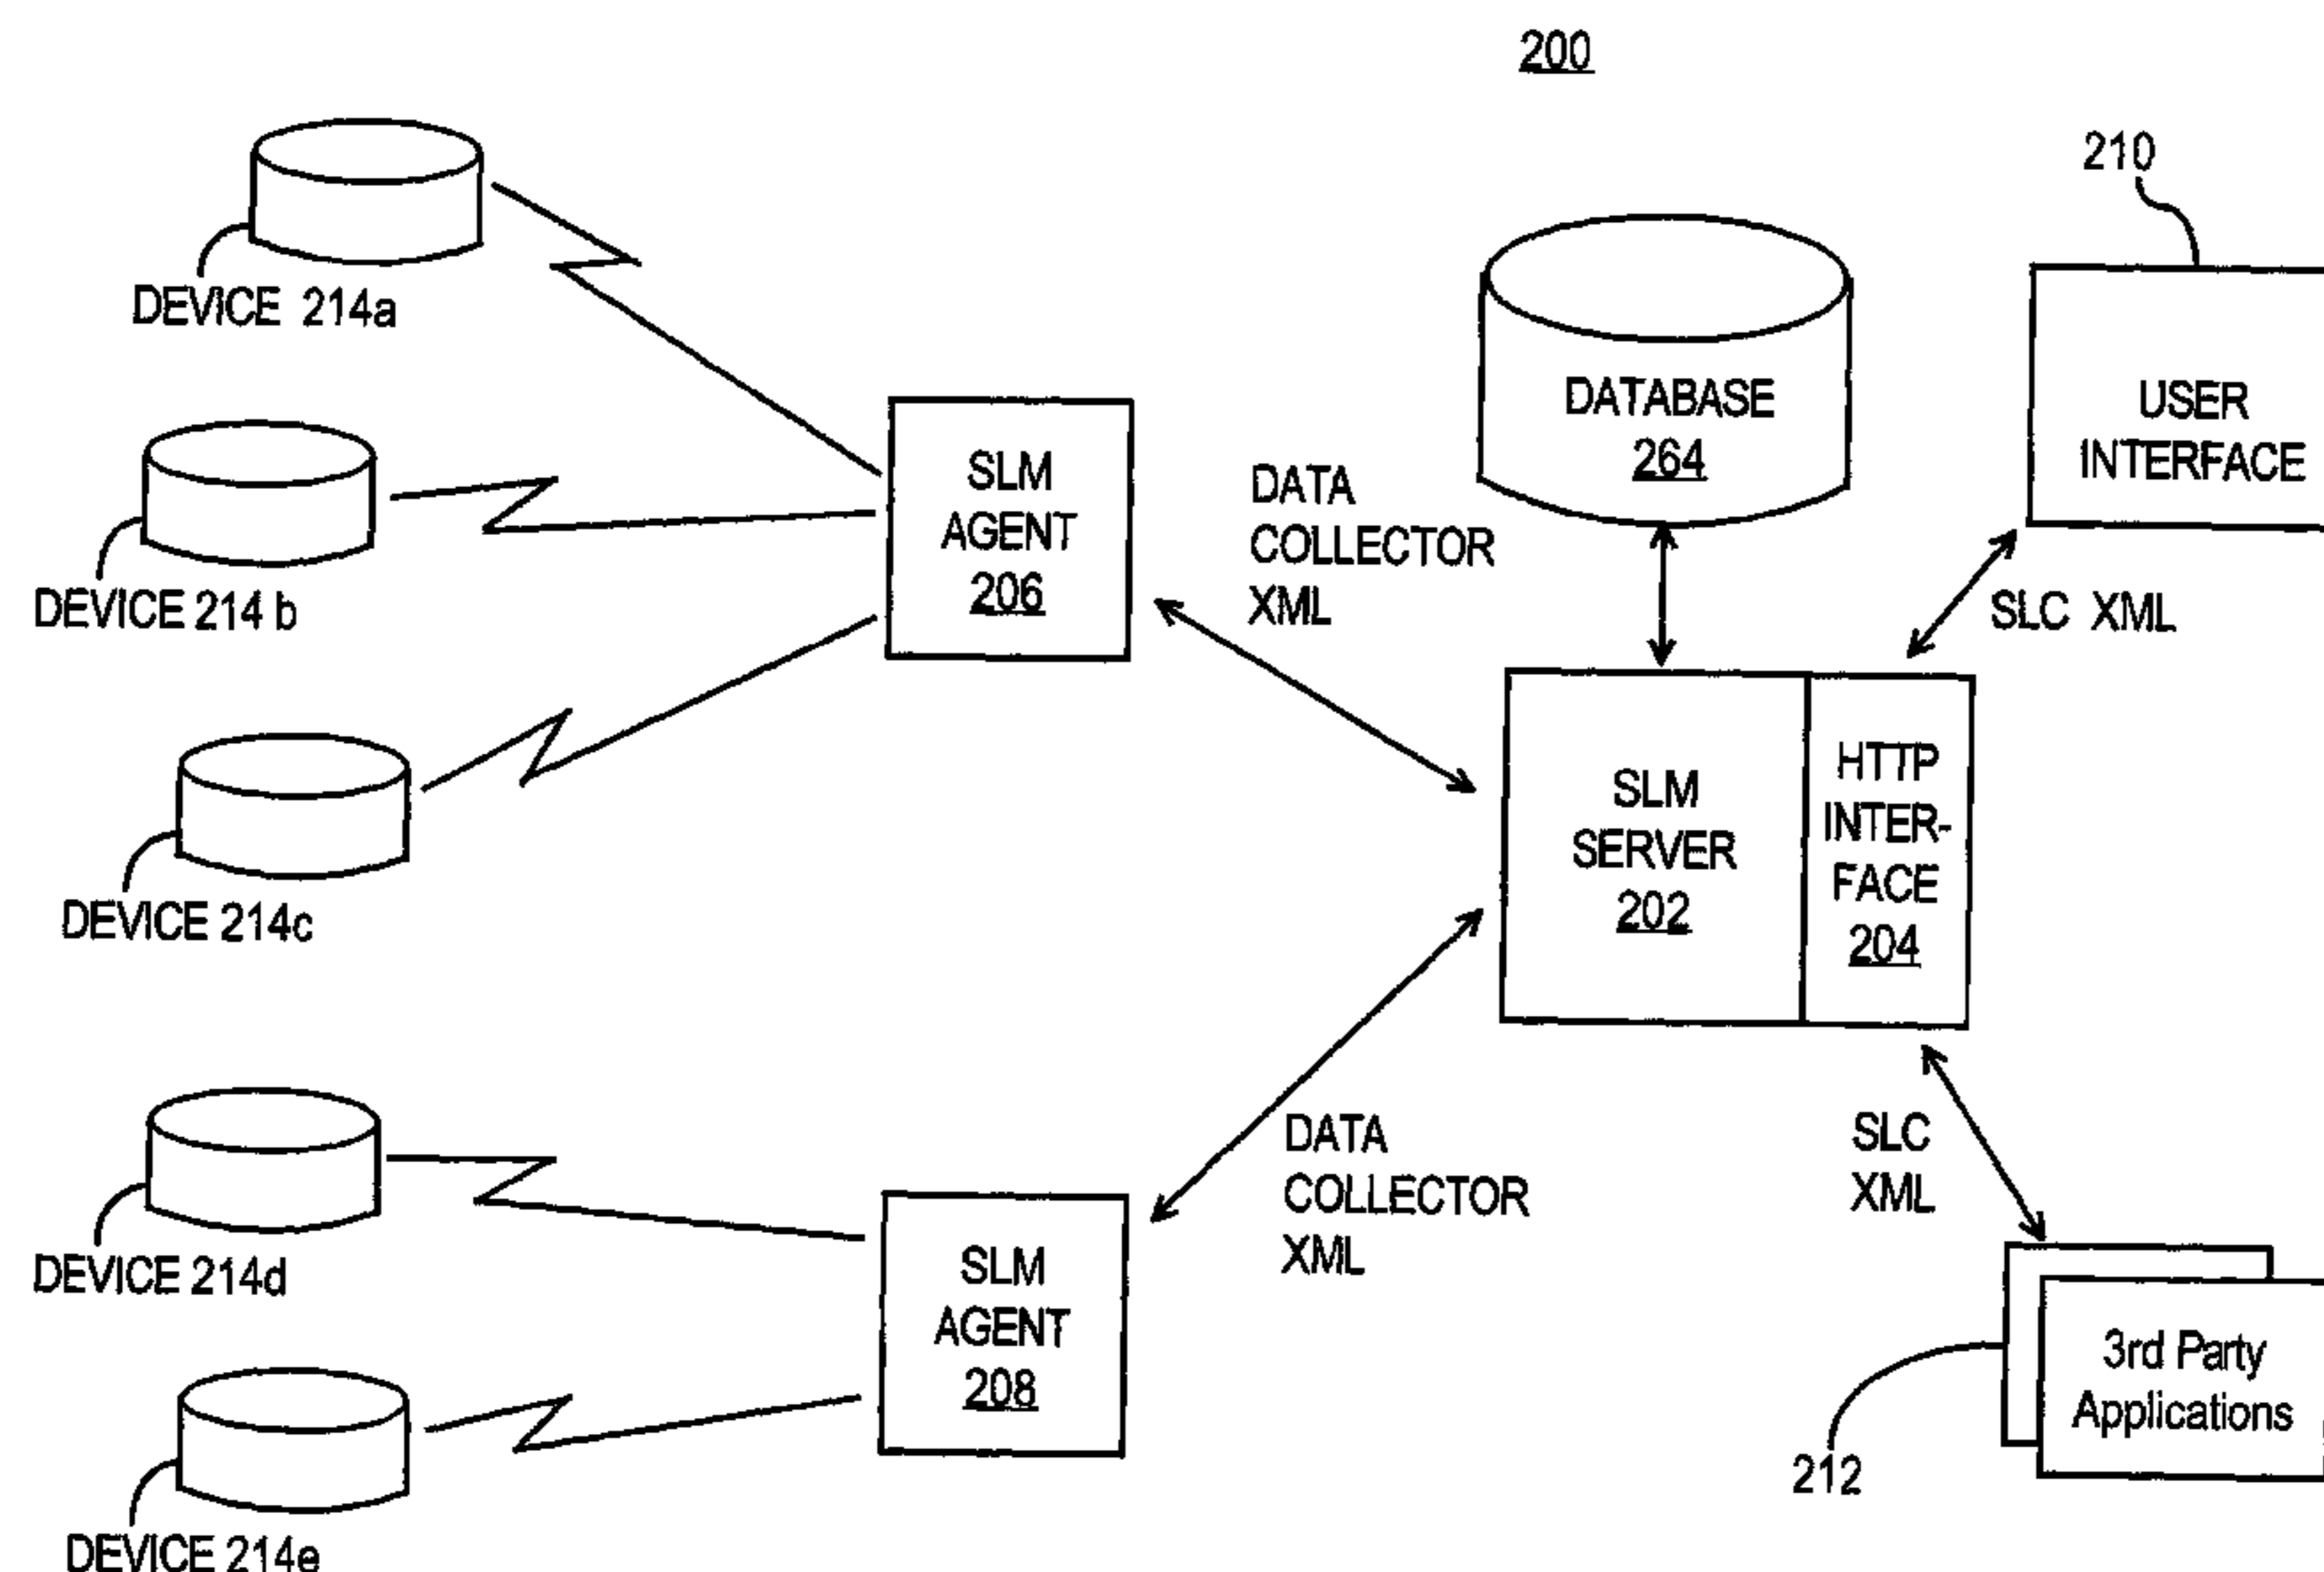 200
210
DEVICE 214a
DATABASE
264
USER
INTERFACE
SLM
AGENT
206
DATA
COLLECTOR
XML
DEVICE 214 b
SLC XML
DEVICE 214c
SLM
SERVER
202
HTTP
INTER-
FACE
204
DEVICE 214d
SLM
AGENT
208
DATA
COLLECTOR
XML
SLC
XML
3rd Party
Applications
212
DEVICE 214e